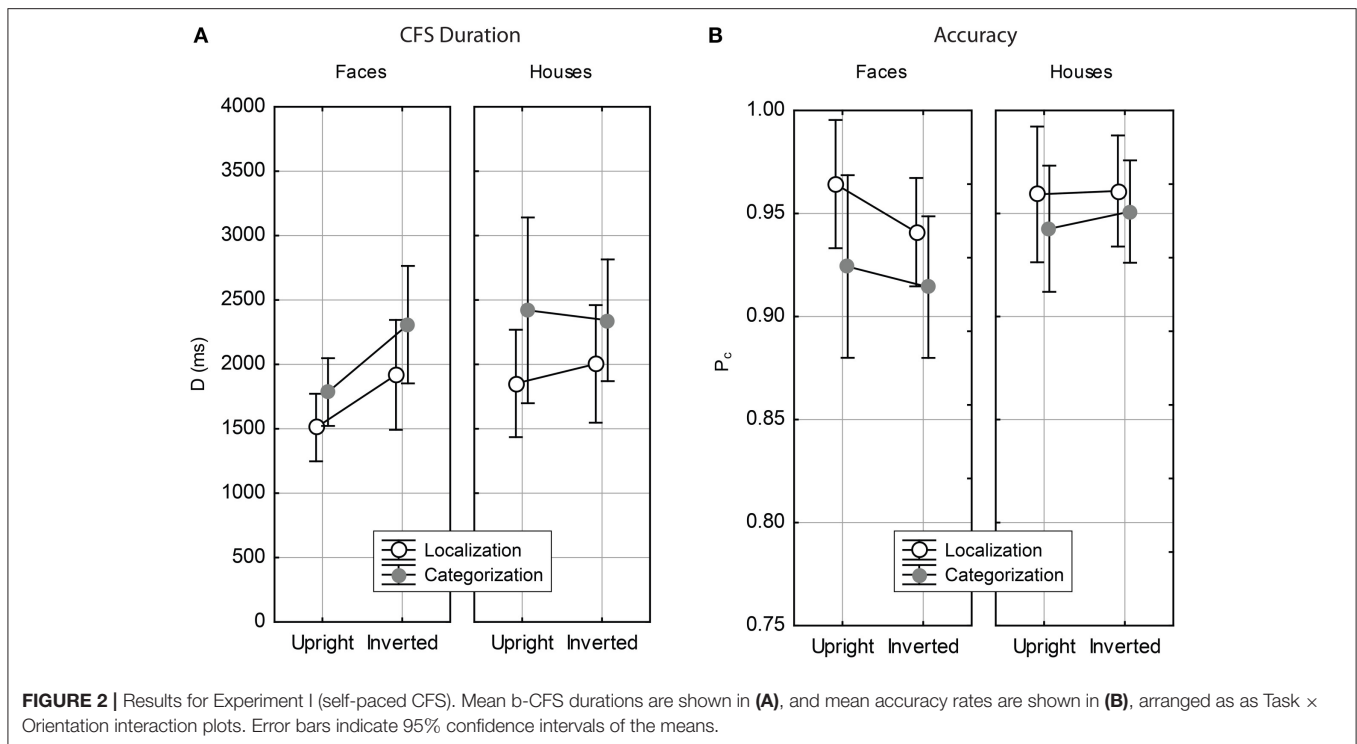 A CFS Duration
Faces Houses
4000
3500
3000
2500
2000
1500
1000
500
0
D (ms)
Upright Inverted Upright Inverted
Localization
Categorization
B Accuracy
Faces Houses
1.00
0.95
0.90
0.85
0.80
0.75
Pc
Upright Inverted Upright Inverted
Localization
Categorization
FIGURE 2 | Results for Experiment I (self-paced CFS). Mean b-CFS durations are shown in (A), and mean accuracy rates are shown in (B), arranged as as Task ×
Orientation interaction plots. Error bars indicate 95% confidence intervals of the means.